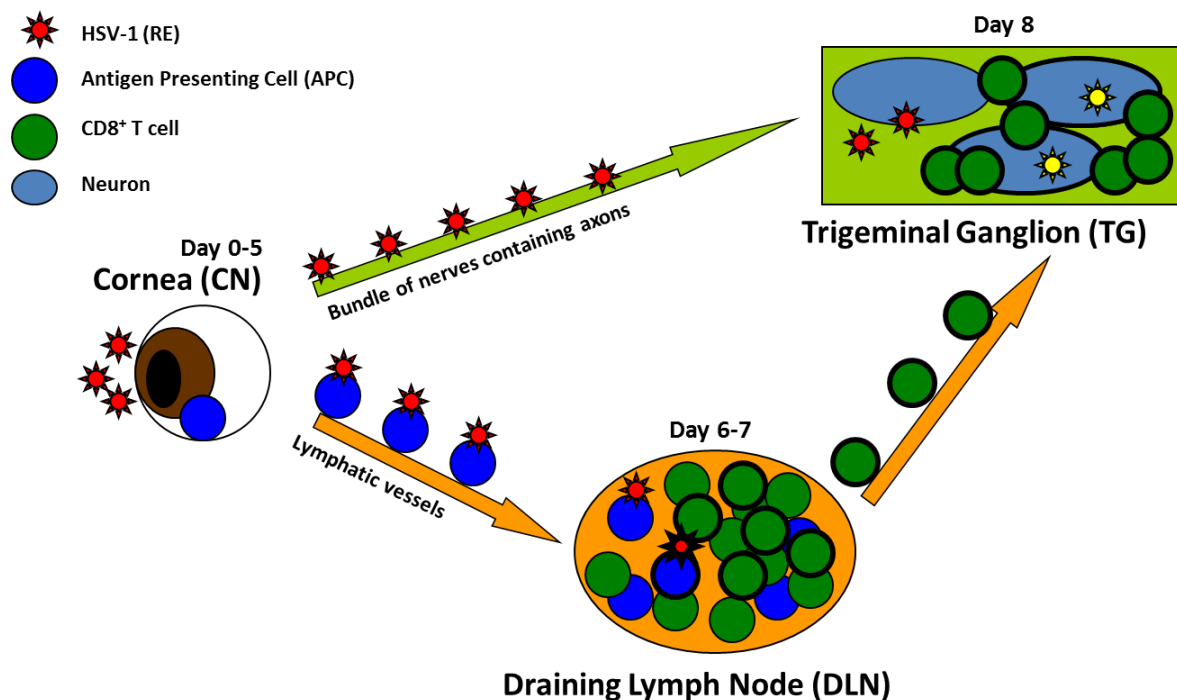 HSV-1 (RE)
Antigen Presenting Cell (APC)
CD8⁺ T cell
Neuron
Day 0-5
Cornea (CN)
Bundle of nerves containing axons
Lymphatic vessels
Day 8
Trigeminal Ganglion (TG)
Day 6-7
Draining Lymph Node (DLN)